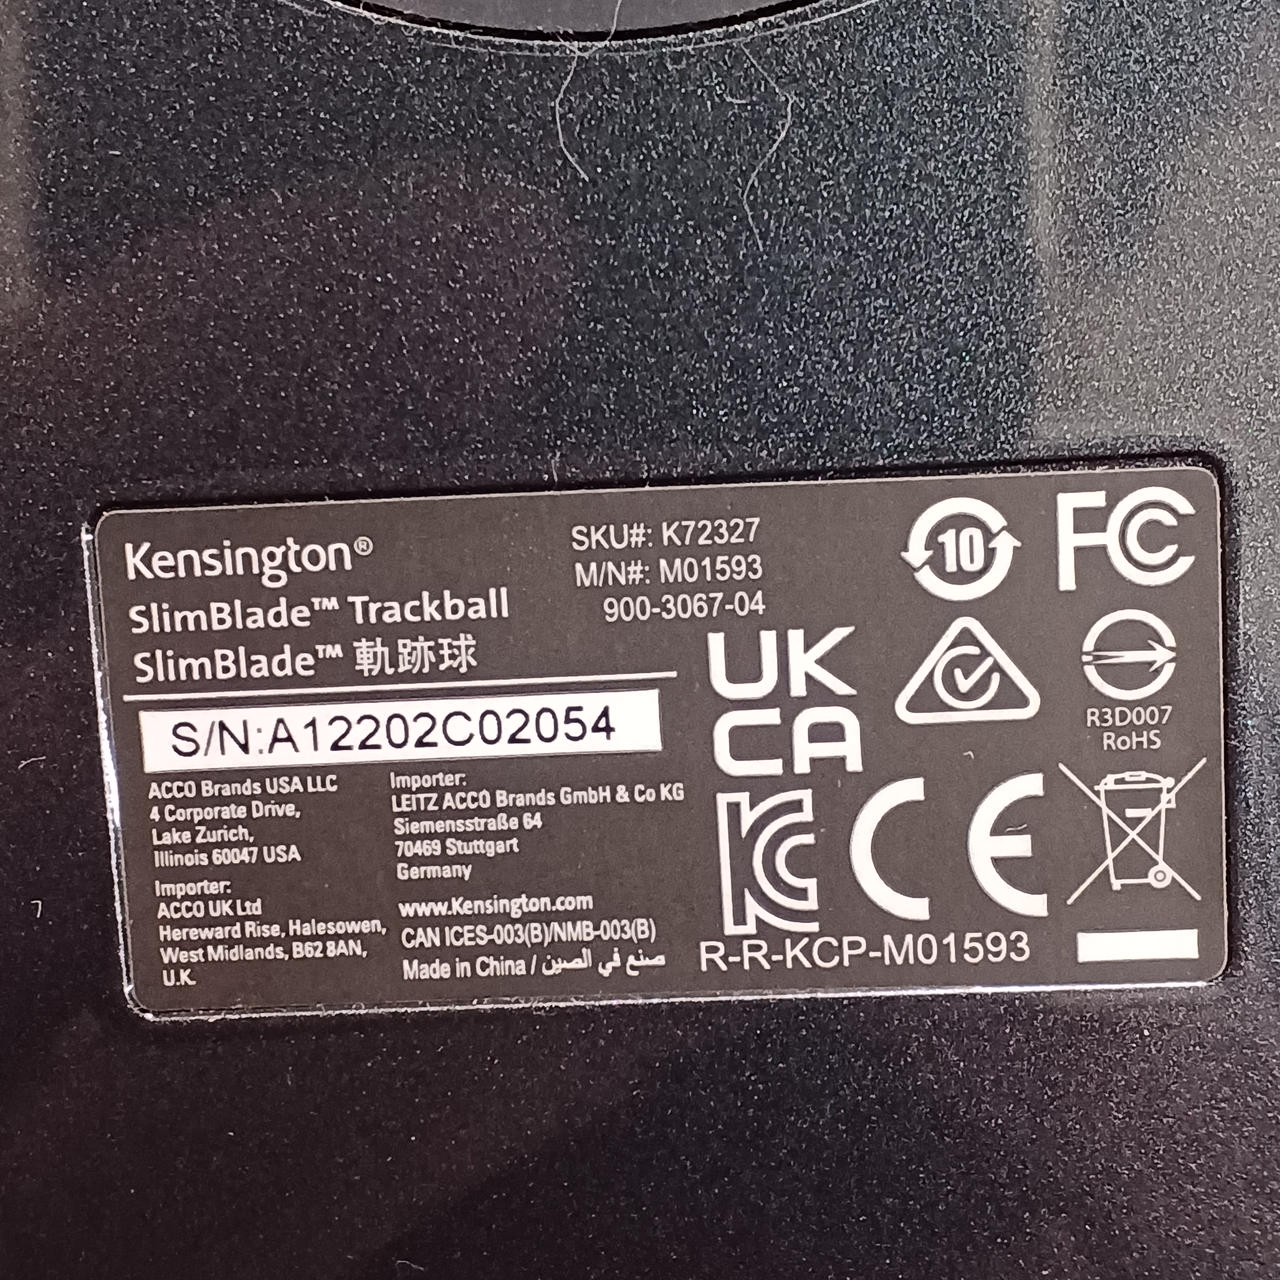 Kensington®
SlimBlade™ Trackball
SlimBlade™ 軌跡球
SKU#: K72327
M/N#: M01593
900-3067-04
S/N:A12202C02054
ACCO Brands USA LLC
4 Corporate Drive,
Lake Zurich,
Illinois 60047 USA
Importer:
ACCO UK Ltd
Hereward Rise, Halesowen,
West Midlands, B62 8AN,
U.K.
Importer:
LEITZ ACCO Brands GmbH & Co KG
Siemensstraße 64
70469 Stuttgart
Germany
www.Kensington.com
CAN ICES-003(B)/NMB-003(B)
Made in China / صنع في الصين
10
FC
UK
CA
R3D007
RoHS
KC
CE
R-R-KCP-M01593